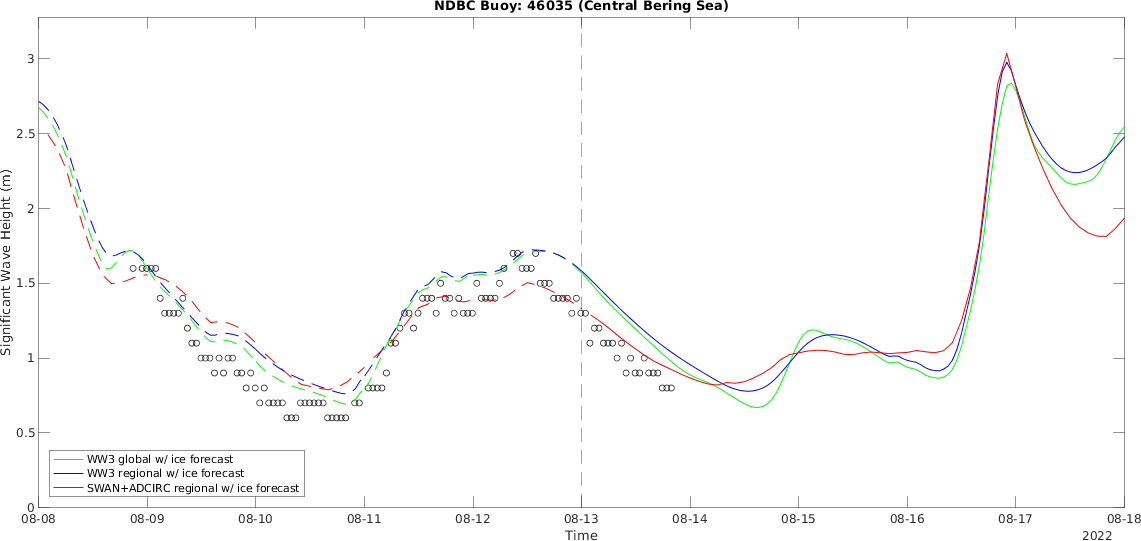 NDBC Buoy: 46035 (Central Bering Sea)
Significant Wave Height (m)
3
2.5
2
1.5
1
0.5
0
WW3 global w/ ice forecast
WW3 regional w/ ice forecast
SWAN+ADCIRC regional w/ ice forecast
08-08 08-09 08-10 08-11 08-12 08-13 08-14 08-15 08-16 08-17 08-18
Time
2022